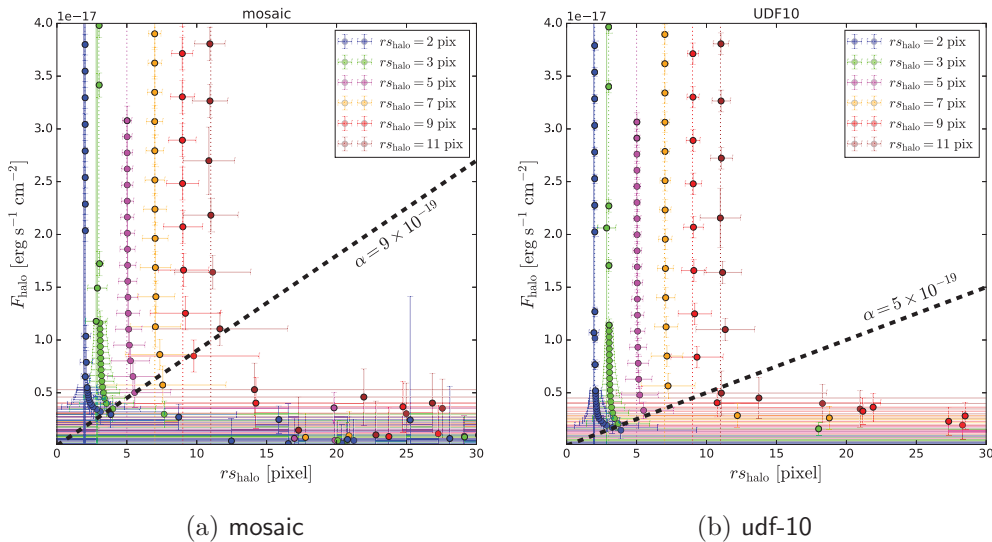 mosaic
1e−17
4.0
3.5
3.0
2.5
2.0
1.5
1.0
0.5
F_halo [erg s⁻¹ cm⁻²]
rs_halo = 2 pix
rs_halo = 3 pix
rs_halo = 5 pix
rs_halo = 7 pix
rs_halo = 9 pix
rs_halo = 11 pix
α = 9 × 10⁻¹⁹
0 5 10 15 20 25 30
rs_halo [pixel]
(a) mosaic
UDF10
1e−17
4.0
3.5
3.0
2.5
2.0
1.5
1.0
0.5
F_halo [erg s⁻¹ cm⁻²]
rs_halo = 2 pix
rs_halo = 3 pix
rs_halo = 5 pix
rs_halo = 7 pix
rs_halo = 9 pix
rs_halo = 11 pix
α = 5 × 10⁻¹⁹
0 5 10 15 20 25 30
rs_halo [pixel]
(b) udf-10